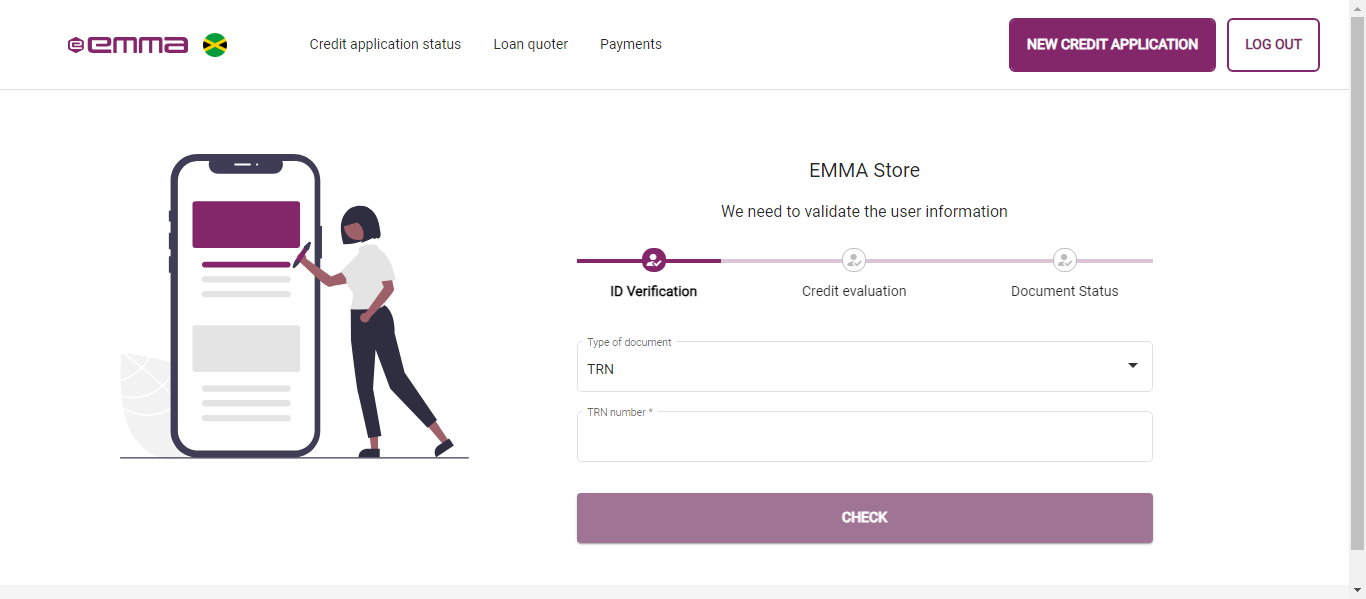 emma
Credit application status
Loan quoter
Payments
NEW CREDIT APPLICATION
LOG OUT
EMMA Store
We need to validate the user information
ID Verification
Credit evaluation
Document Status
Type of document
TRN
TRN number *
CHECK